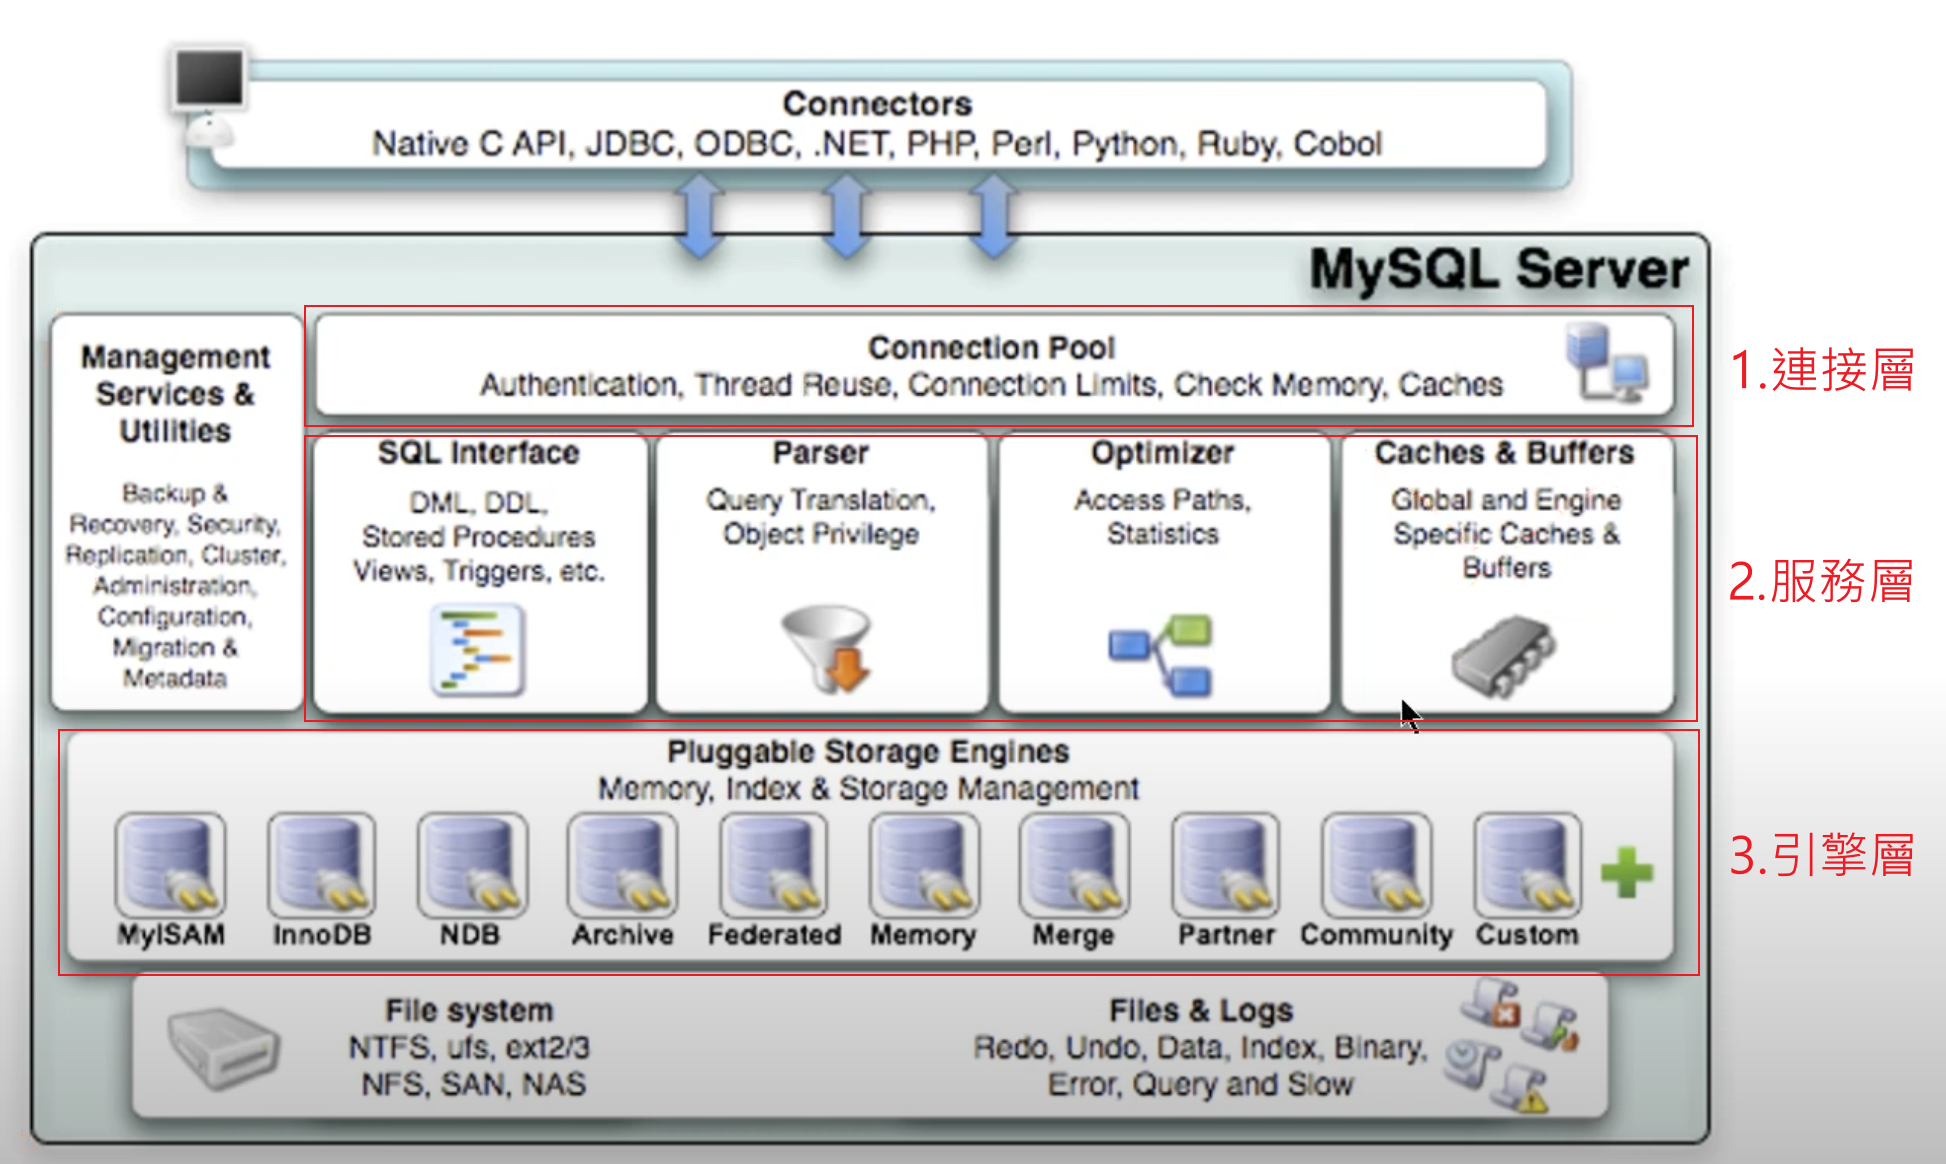 Connectors
Native C API, JDBC, ODBC, .NET, PHP, Perl, Python, Ruby, Cobol
MySQL Server
Management
Services &
Utilities
Backup &
Recovery, Security,
Replication, Cluster,
Administration,
Configuration,
Migration &
Metadata
Connection Pool
Authentication, Thread Reuse, Connection Limits, Check Memory, Caches
1.連接層
SQL Interface
DML, DDL,
Stored Procedures
Views, Triggers, etc.
Parser
Query Translation,
Object Privilege
Optimizer
Access Paths,
Statistics
Caches & Buffers
Global and Engine
Specific Caches &
Buffers
2.服務層
Pluggable Storage Engines
Memory, Index & Storage Management
MyISAM
InnoDB
NDB
Archive
Federated
Memory
Merge
Partner
Community
Custom
3.引擎層
File system
NTFS, ufs, ext2/3
NFS, SAN, NAS
Files & Logs
Redo, Undo, Data, Index, Binary,
Error, Query and Slow